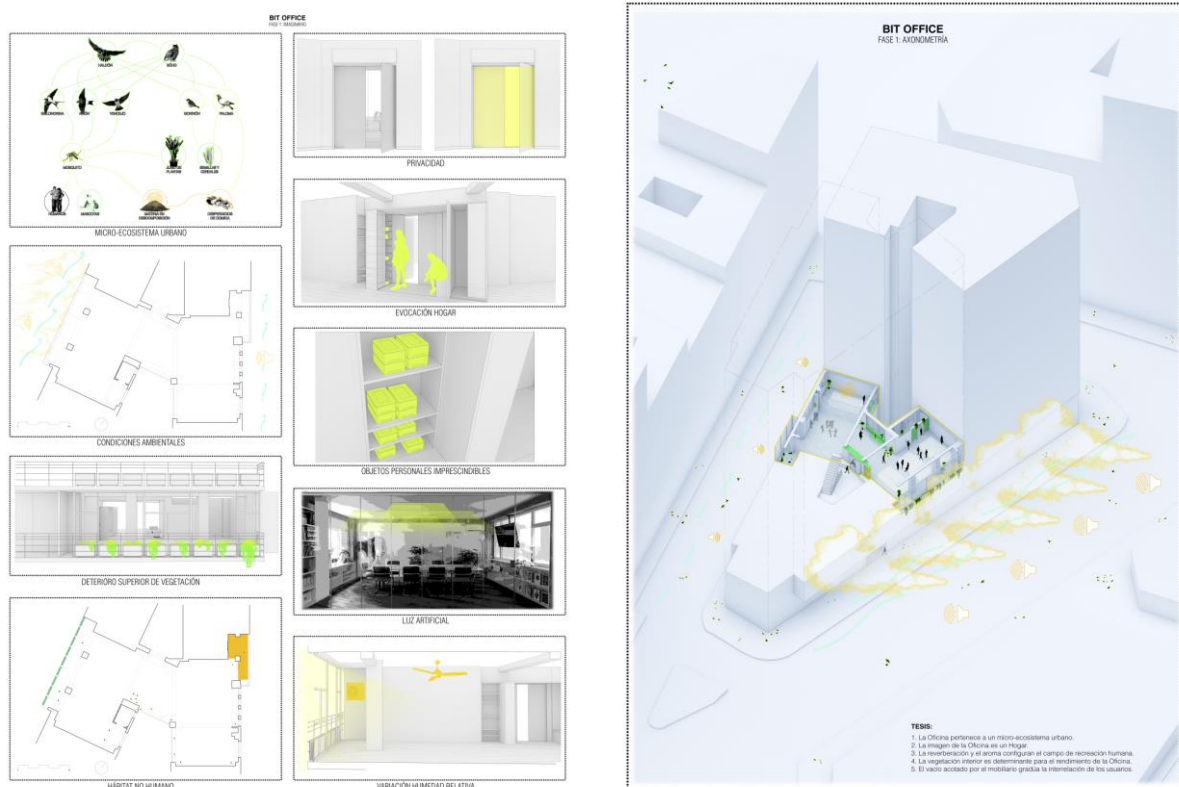 BIT OFFICE
FASE 1: IMAGINARIO
HALCÓN
BÚHO
GOLONDRINA
AVIÓN
VENCEJO
GORRIÓN
PALOMA
MOSQUITO
PLANTAS
SEMILLAS Y
CEREALES
HUMANOS
MASCOTAS
MATERIA EN
DESCOMPOSICIÓN
DESPERDICIOS
DE COMIDA
MICRO-ECOSISTEMA URBANO
CONDICIONES AMBIENTALES
DETERIORO SUPERIOR DE VEGETACIÓN
HÁBITAT NO HUMANO
PRIVACIDAD
EVOCACIÓN HOGAR
OBJETOS PERSONALES IMPRESCINDIBLES
LUZ ARTIFICIAL
VARIACIÓN HUMEDAD RELATIVA
BIT OFFICE
FASE 1: AXONOMETRÍA
TESIS:
1. La Oficina pertenece a un micro-ecosistema urbano.
2. La imagen de la Oficina es un Hogar.
3. La reverberación y el aroma configuran el campo de recreación humana.
4. La vegetación interior es determinante para el rendimiento de la Oficina.
5. El vacío acotado por el mobiliario gradúa la interrelación de los usuarios.